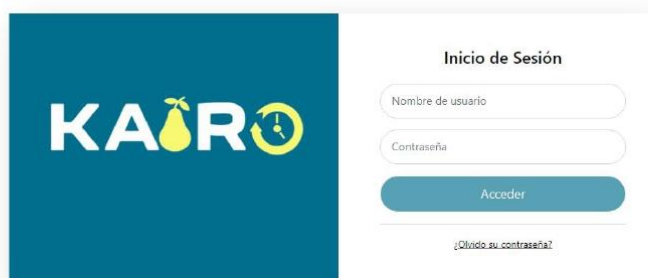 KAIRO
Inicio de Sesión
Nombre de usuario
Contraseña
Acceder
¿Olvido su contraseña?